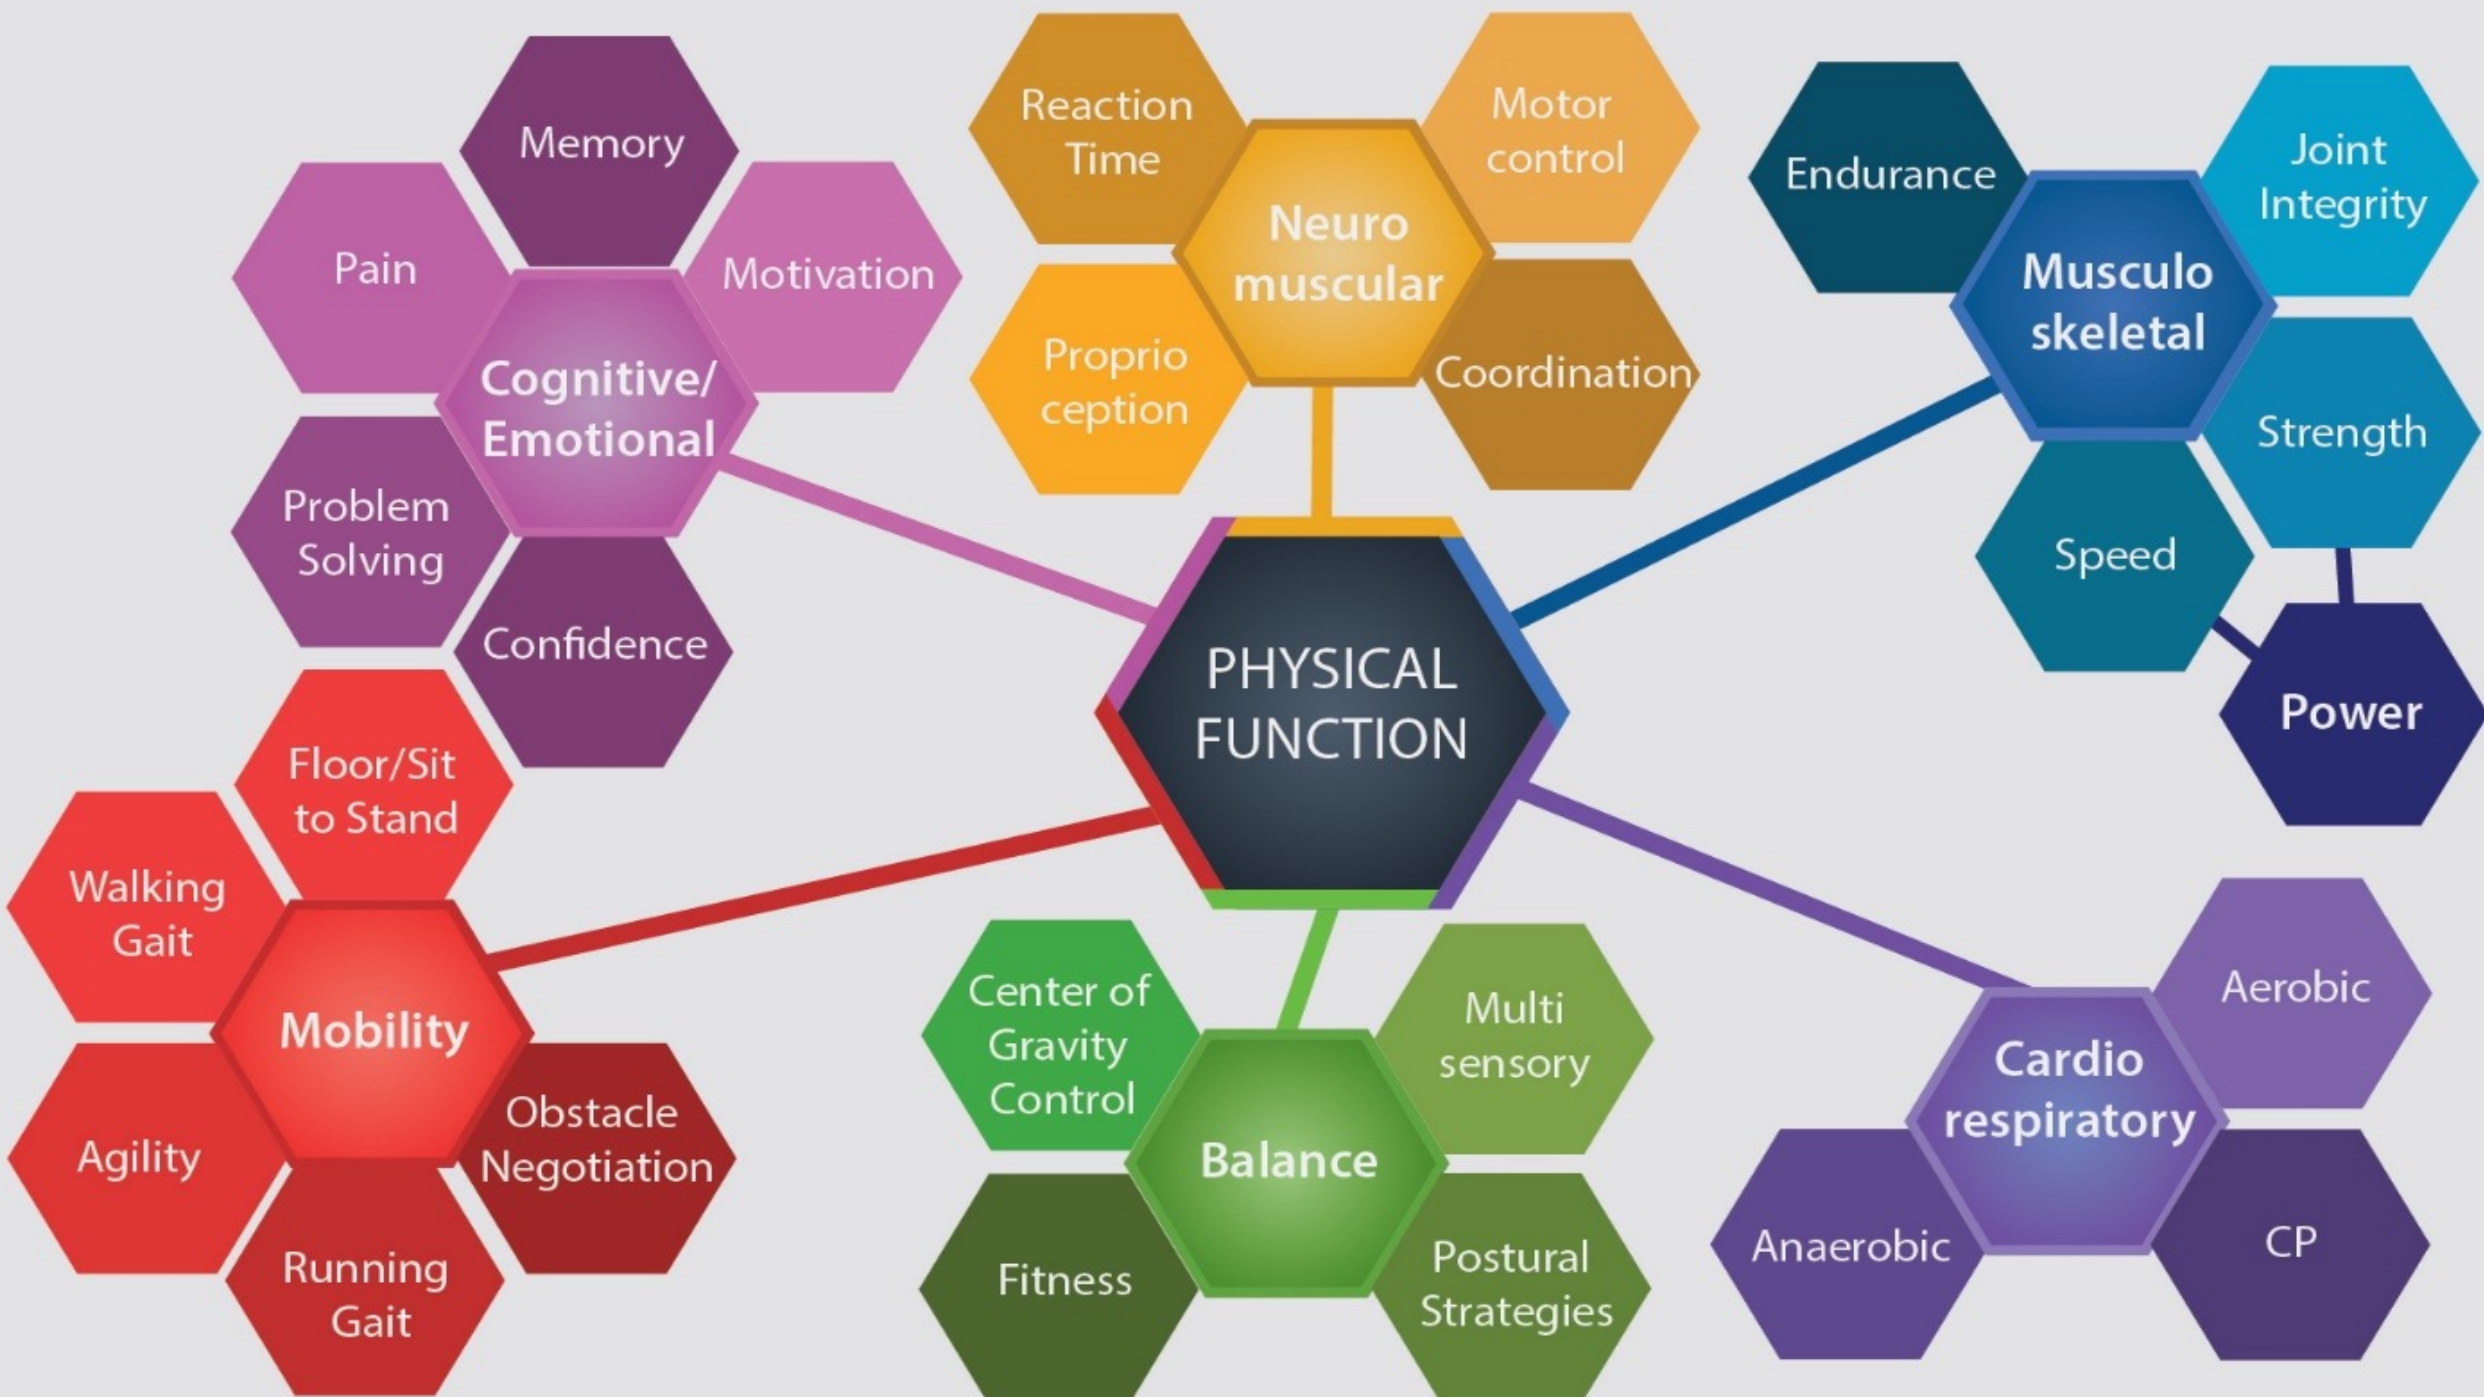 Memory
Pain
Motivation
Cognitive/
Emotional
Problem
Solving
Confidence
Reaction
Time
Motor
control
Neuro
muscular
Proprio
ception
Coordination
Endurance
Joint
Integrity
Musculo
skeletal
Strength
Speed
Power
PHYSICAL
FUNCTION
Floor/Sit
to Stand
Walking
Gait
Mobility
Agility
Obstacle
Negotiation
Running
Gait
Center of
Gravity
Control
Multi
sensory
Balance
Fitness
Postural
Strategies
Aerobic
Cardio
respiratory
Anaerobic
CP